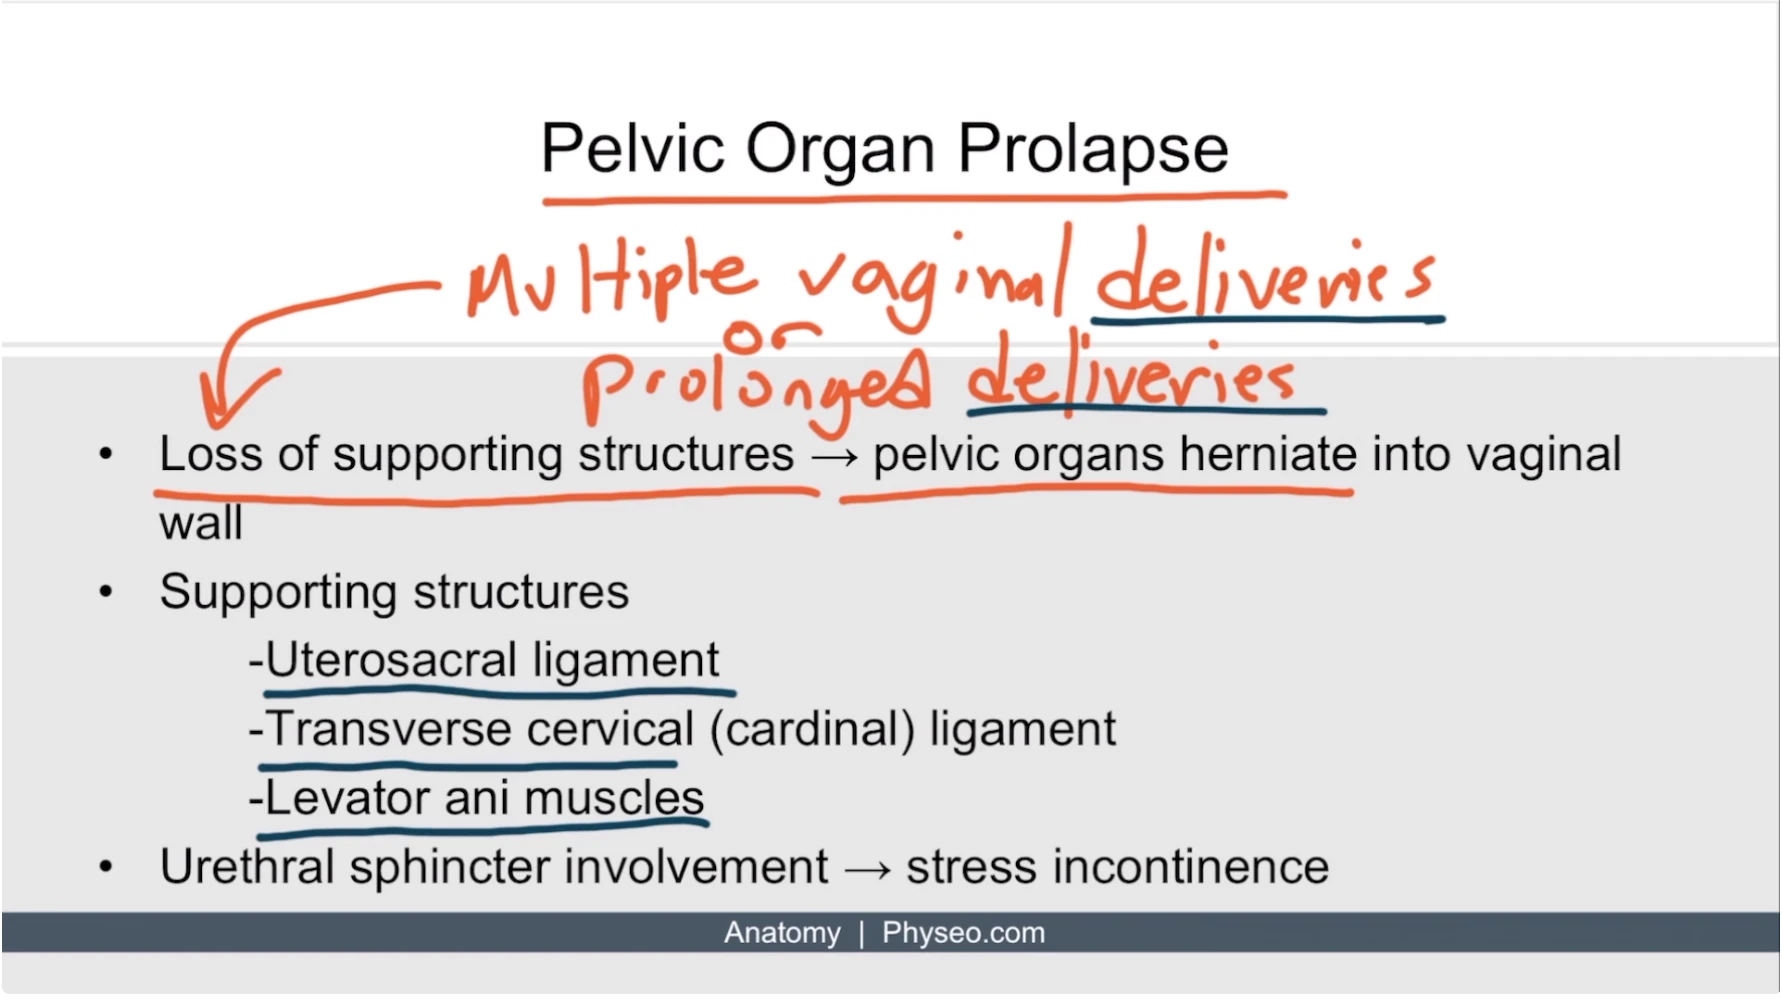 Pelvic Organ Prolapse
Multiple vaginal deliveries
or
prolonged deliveries
• Loss of supporting structures → pelvic organs herniate into vaginal
wall
• Supporting structures
-Uterosacral ligament
-Transverse cervical (cardinal) ligament
-Levator ani muscles
• Urethral sphincter involvement → stress incontinence
Anatomy | Physeo.com